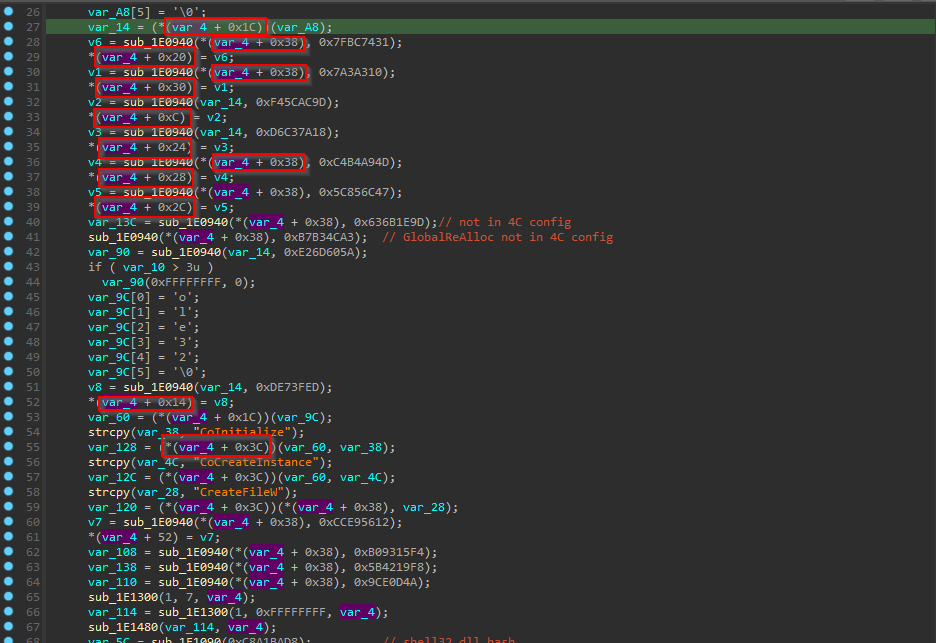 26 var_A8[5] = '\0';
27 var_14 = (*(var_4 + 0x1C))(var_A8);
28 v6 = sub_1E0940(*(var_4 + 0x38), 0x7FBC7431);
29 *(var_4 + 0x20) = v6;
30 v1 = sub_1E0940(*(var_4 + 0x38), 0x7A3A310);
31 *(var_4 + 0x30) = v1;
32 v2 = sub_1E0940(var_14, 0xF45CAC9D);
33 *(var_4 + 0xC) = v2;
34 v3 = sub_1E0940(var_14, 0xD6C37A18);
35 *(var_4 + 0x24) = v3;
36 v4 = sub_1E0940(*(var_4 + 0x38), 0xC4B4A94D);
37 *(var_4 + 0x28) = v4;
38 v5 = sub_1E0940(*(var_4 + 0x38), 0x5C856C47);
39 *(var_4 + 0x2C) = v5;
40 var_13C = sub_1E0940(*(var_4 + 0x38), 0x636B1E9D);// not in 4C config
41 sub_1E0940(*(var_4 + 0x38), 0xB7B34CA3); // GlobalReAlloc not in 4C config
42 var_90 = sub_1E0940(var_14, 0xE26D605A);
43 if ( var_10 > 3u )
44 var_90(0xFFFFFFFF, 0);
45 var_9C[0] = 'o';
46 var_9C[1] = 'l';
47 var_9C[2] = 'e';
48 var_9C[3] = '3';
49 var_9C[4] = '2';
50 var_9C[5] = '\0';
51 v8 = sub_1E0940(var_14, 0xDE73FED);
52 *(var_4 + 0x14) = v8;
53 var_60 = (*(var_4 + 0x1C))(var_9C);
54 strcpy(var_38, "CoInitialize");
55 var_128 = (*(var_4 + 0x3C))(var_60, var_38);
56 strcpy(var_4C, "CoCreateInstance");
57 var_12C = (*(var_4 + 0x3C))(var_60, var_4C);
58 strcpy(var_28, "CreateFileW");
59 var_120 = (*(var_4 + 0x3C))(*(var_4 + 0x38), var_28);
60 v7 = sub_1E0940(*(var_4 + 0x38), 0xCCE95612);
61 *(var_4 + 52) = v7;
62 var_108 = sub_1E0940(*(var_4 + 0x38), 0xB09315F4);
63 var_138 = sub_1E0940(*(var_4 + 0x38), 0x5B4219F8);
64 var_110 = sub_1E0940(*(var_4 + 0x38), 0x9CE0D4A);
65 sub_1E1300(1, 7, var_4);
66 var_114 = sub_1E1300(1, 0xFFFFFFFF, var_4);
67 sub_1E1480(var_114, var_4);
68 var_5C = sub_1E1090(0xC8A1BAD8); // shell32.dll hash